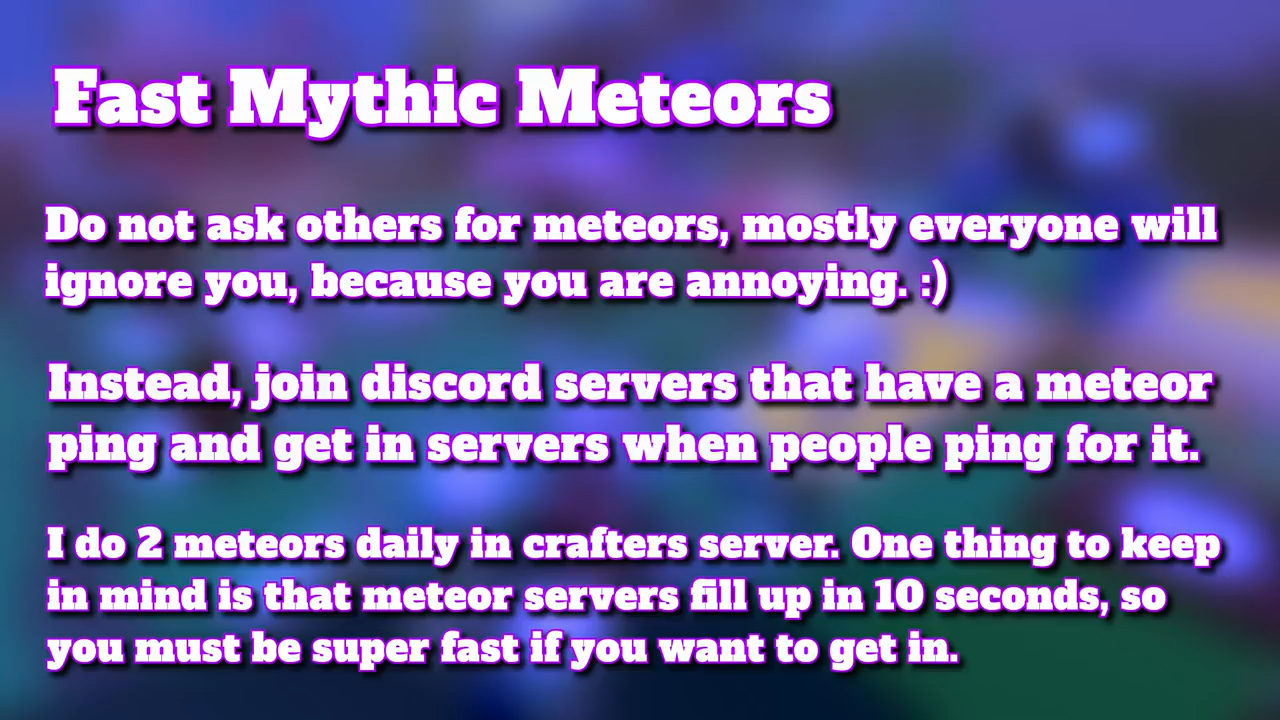 Fast Mythic Meteors
Do not ask others for meteors, mostly everyone will
ignore you, because you are annoying. :)
Instead, join discord servers that have a meteor
ping and get in servers when people ping for it.
I do 2 meteors daily in crafters server. One thing to keep
in mind is that meteor servers fill up in 10 seconds, so
you must be super fast if you want to get in.